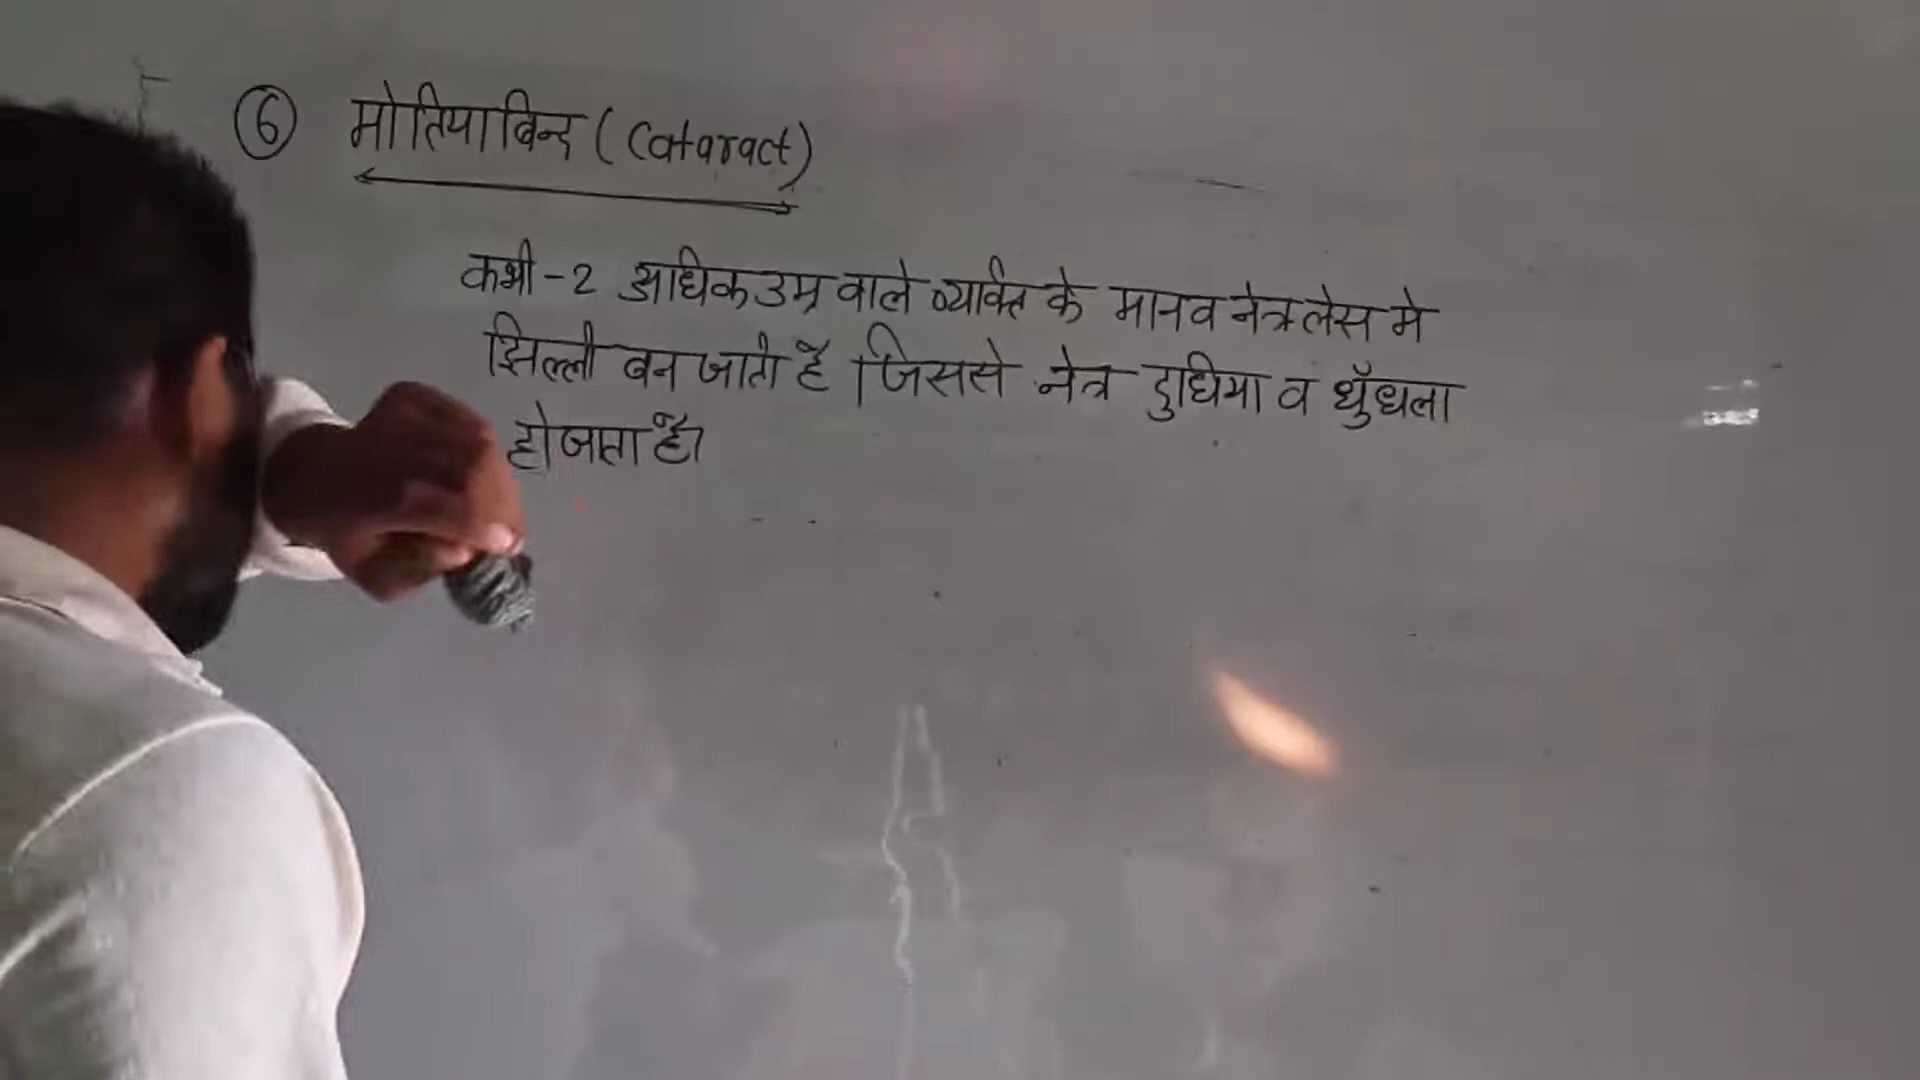 ⑥ मोतियाबिन्द (Cataract)
कभी-2 अधिक उम्र वाले व्यक्ति के मानव नेत्र लेस मे
झिल्ली बन जाती है जिससे नेत्र दुधिया व धुँधला
हो जाता है।